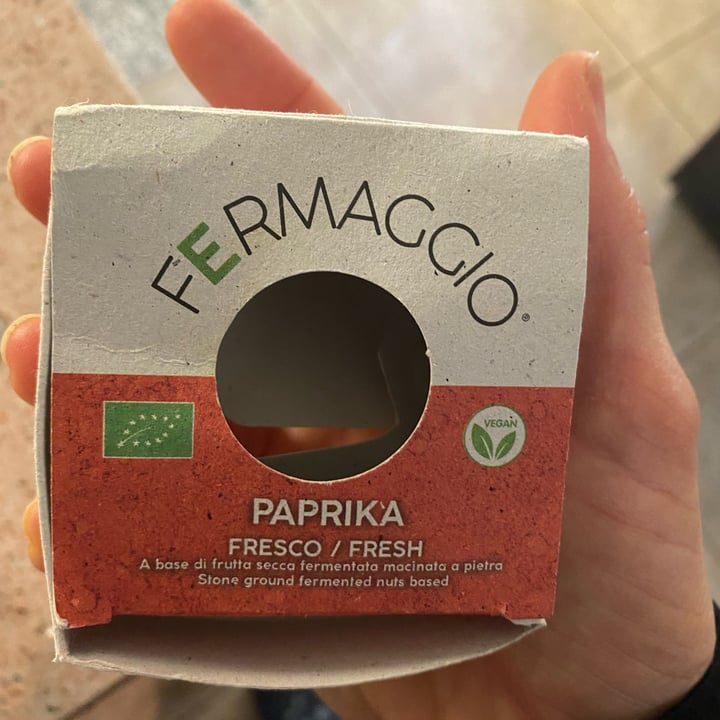 FERMAGGIO®
VEGAN
PAPRIKA
FRESCO / FRESH
A base di frutta secca fermentata macinata a pietra
Stone ground fermented nuts based